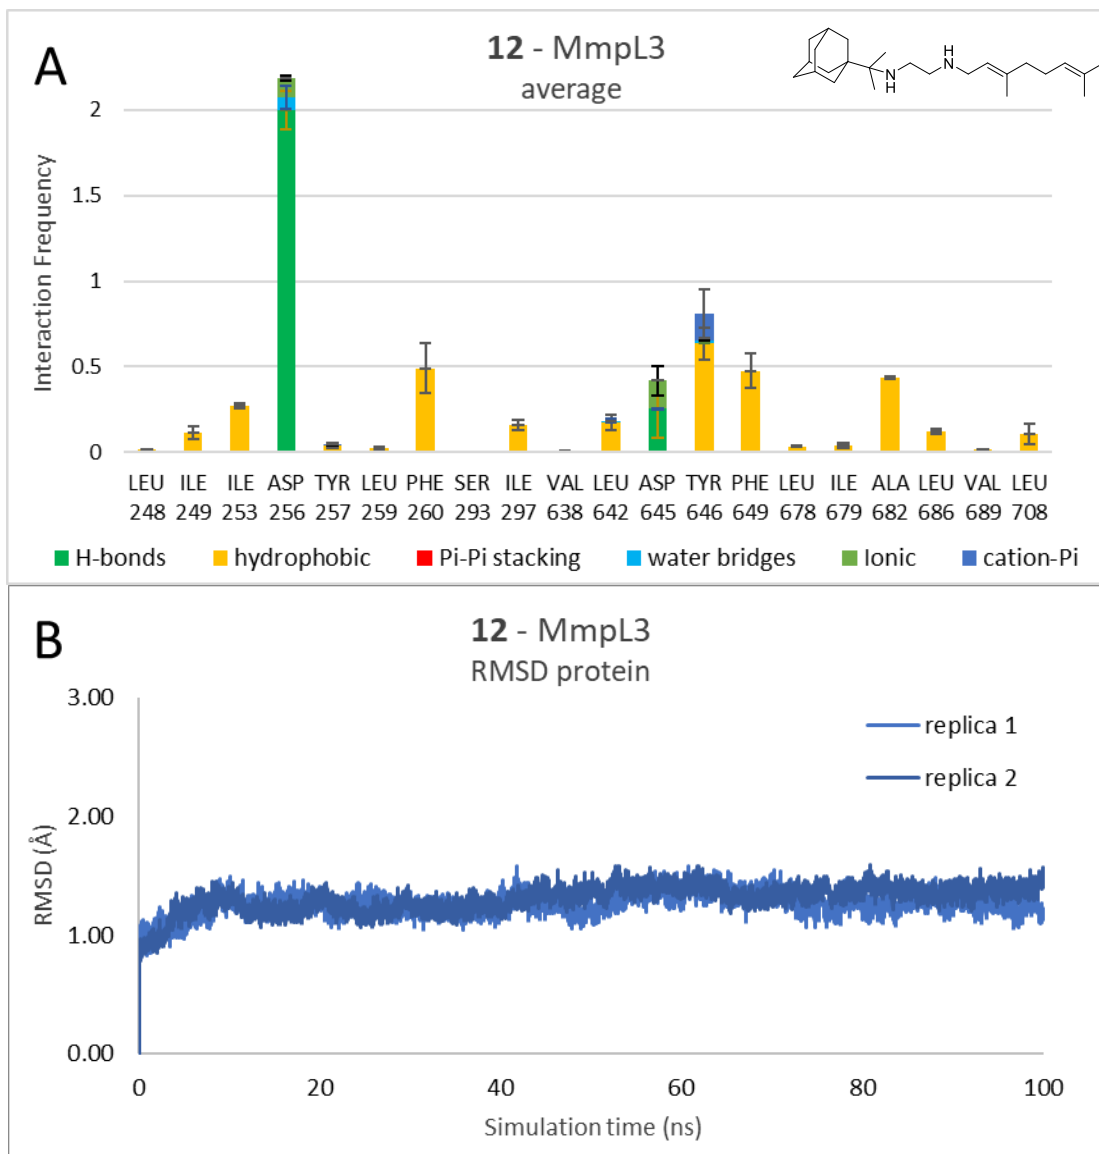 A
12 - MmpL3
average
H
N
N
H
Interaction Frequency
2
1.5
1
0.5
0
LEU ILE ILE ASP TYR LEU PHE SER ILE VAL LEU ASP TYR PHE LEU ILE ALA LEU VAL LEU
248 249 253 256 257 259 260 293 297 638 642 645 646 649 678 679 682 686 689 708
H-bonds hydrophobic Pi-Pi stacking water bridges Ionic cation-Pi
B
12 - MmpL3
RMSD protein
replica 1
replica 2
RMSD (Å)
3.00
2.00
1.00
0.00
0 20 40 60 80 100
Simulation time (ns)